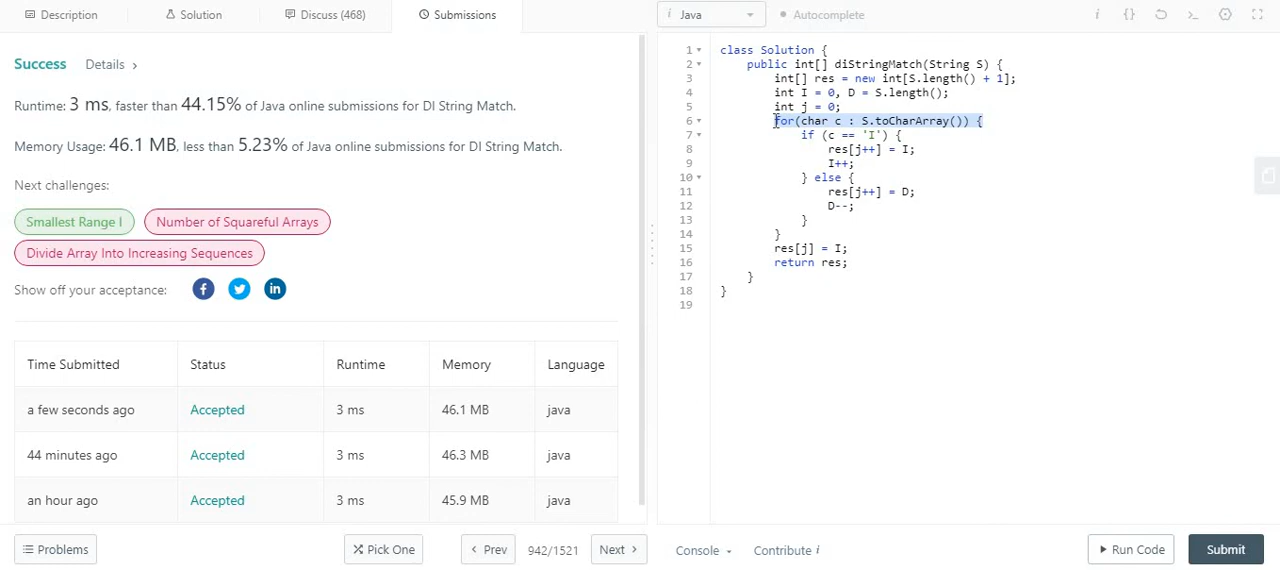 Description
Solution
Discuss (468)
Submissions
i Java
Autocomplete
i {}
Success Details >
Runtime: 3 ms, faster than 44.15% of Java online submissions for DI String Match.
Memory Usage: 46.1 MB, less than 5.23% of Java online submissions for DI String Match.
Next challenges:
Smallest Range I
Number of Squareful Arrays
Divide Array Into Increasing Sequences
Show off your acceptance:
f
in
Time Submitted Status Runtime Memory Language
a few seconds ago Accepted 3 ms 46.1 MB java
44 minutes ago Accepted 3 ms 46.3 MB java
an hour ago Accepted 3 ms 45.9 MB java
Problems
Pick One
< Prev
942/1521
Next >
1 class Solution {
2 public int[] diStringMatch(String S) {
3 int[] res = new int[S.length() + 1];
4 int I = 0, D = S.length();
5 int j = 0;
6 for(char c : S.toCharArray()) {
7 if (c == 'I') {
8 res[j++] = I;
9 I++;
10 } else {
11 res[j++] = D;
12 D--;
13 }
14 }
15 res[j] = I;
16 return res;
17 }
18 }
19
Console
Contribute i
Run Code
Submit